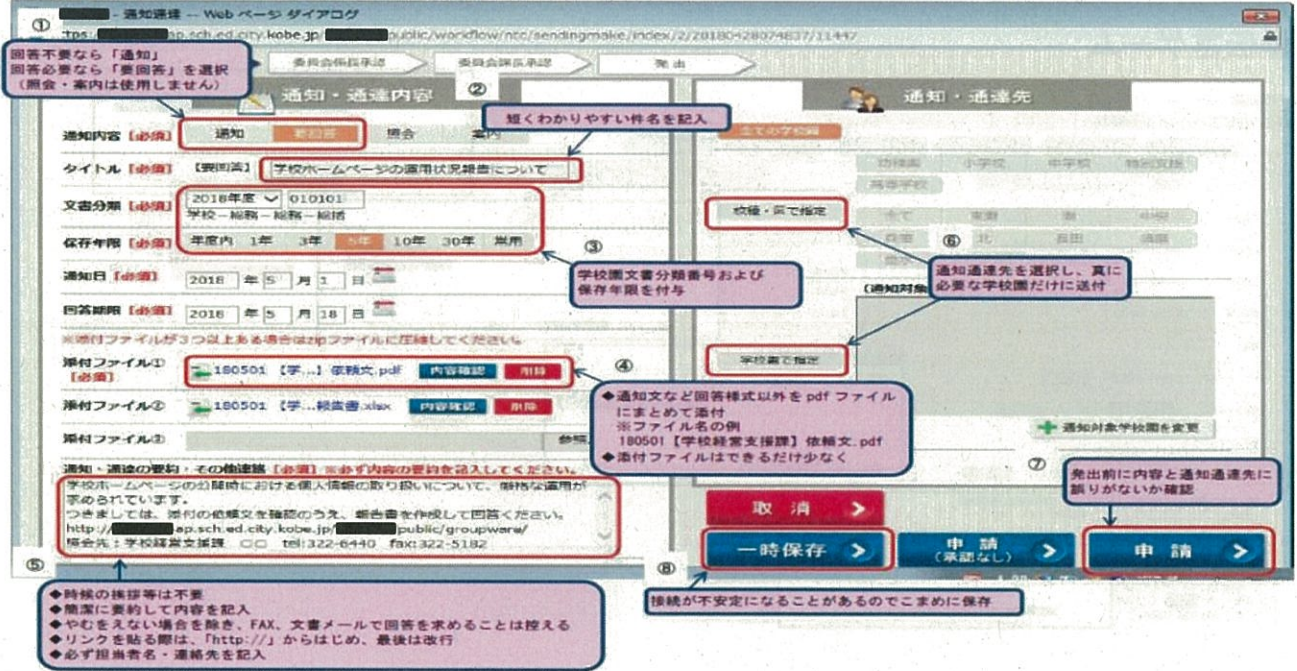 ① - 通知通達 -- Web ページ ダイアログ
ap.sch.ed.city.kobe.jp/ public/workflow/ncc/sendingmake/index/2/20180428074837/11447
回答不要なら「通知」
回答必要なら「要回答」を選択
（照会・案内は使用しません）
委員会係長承認 委員会課長承認 発出
通知・通達内容
②
通知・通達先
短くわかりやすい件名を記入
通知内容【必須】 通知 要回答 照会 案内
タイトル【必須】 【要回答】 学校ホームページの運用状況報告について
文書分類【必須】 2018年度 010101
学校－総務－総務－総括
保存年限【必須】 年度内 1年 3年 5年 10年 30年 常用
③
学校園文書分類番号および
保存年限を付与
通知日【必須】 2018 年 5 月 1 日
回答期限【必須】 2018 年 5 月 18 日
※添付ファイルが3つ以上ある場合はzipファイルに圧縮してください。
添付ファイル①
【必須】
180501 【学...】依頼文.pdf 内容確認 削除
④
添付ファイル② 180501 【学...報告書.xlsx 内容確認 削除
添付ファイル③ 参照
◆通知文など回答様式以外を pdf ファイル
にまとめて添付
※ファイル名の例
180501【学校経営支援課】依頼文.pdf
◆添付ファイルはできるだけ少なく
通知・通達の要約・その他連絡【必須】※必ず内容の要約を記入してください。
学校ホームページの公開時における個人情報の取り扱いについて、厳格な運用が
求められています。
つきましては、添付の依頼文を確認のうえ、報告書を作成して回答ください。
http:// ap.sch.ed.city.kobe.jp/ public/groupware/
照会先：学校経営支援課 ○○ tel:322-6440 fax:322-5182
⑤
◆時候の挨拶等は不要
◆簡潔に要約して内容を記入
◆やむをえない場合を除き、FAX、文書メールで回答を求めることは控える
◆リンクを貼る際は、「http://」からはじめ、最後は改行
◆必ず担当者名・連絡先を記入
全ての学校園
幼稚園 小学校 中学校 特別支援
高等学校
校種・区で指定
全て 東灘 灘 中央
兵庫 北 長田 須磨
⑥
通知通達先を選択し、真に
必要な学校園だけに送付
（通知対象
学校園で指定
通知対象学校園を変更
⑦
発出前に内容と通知通達先に
誤りがないか確認
取 消
一時保存
申 請
（承認なし）
申 請
⑧
接続が不安定になることがあるのでこまめに保存